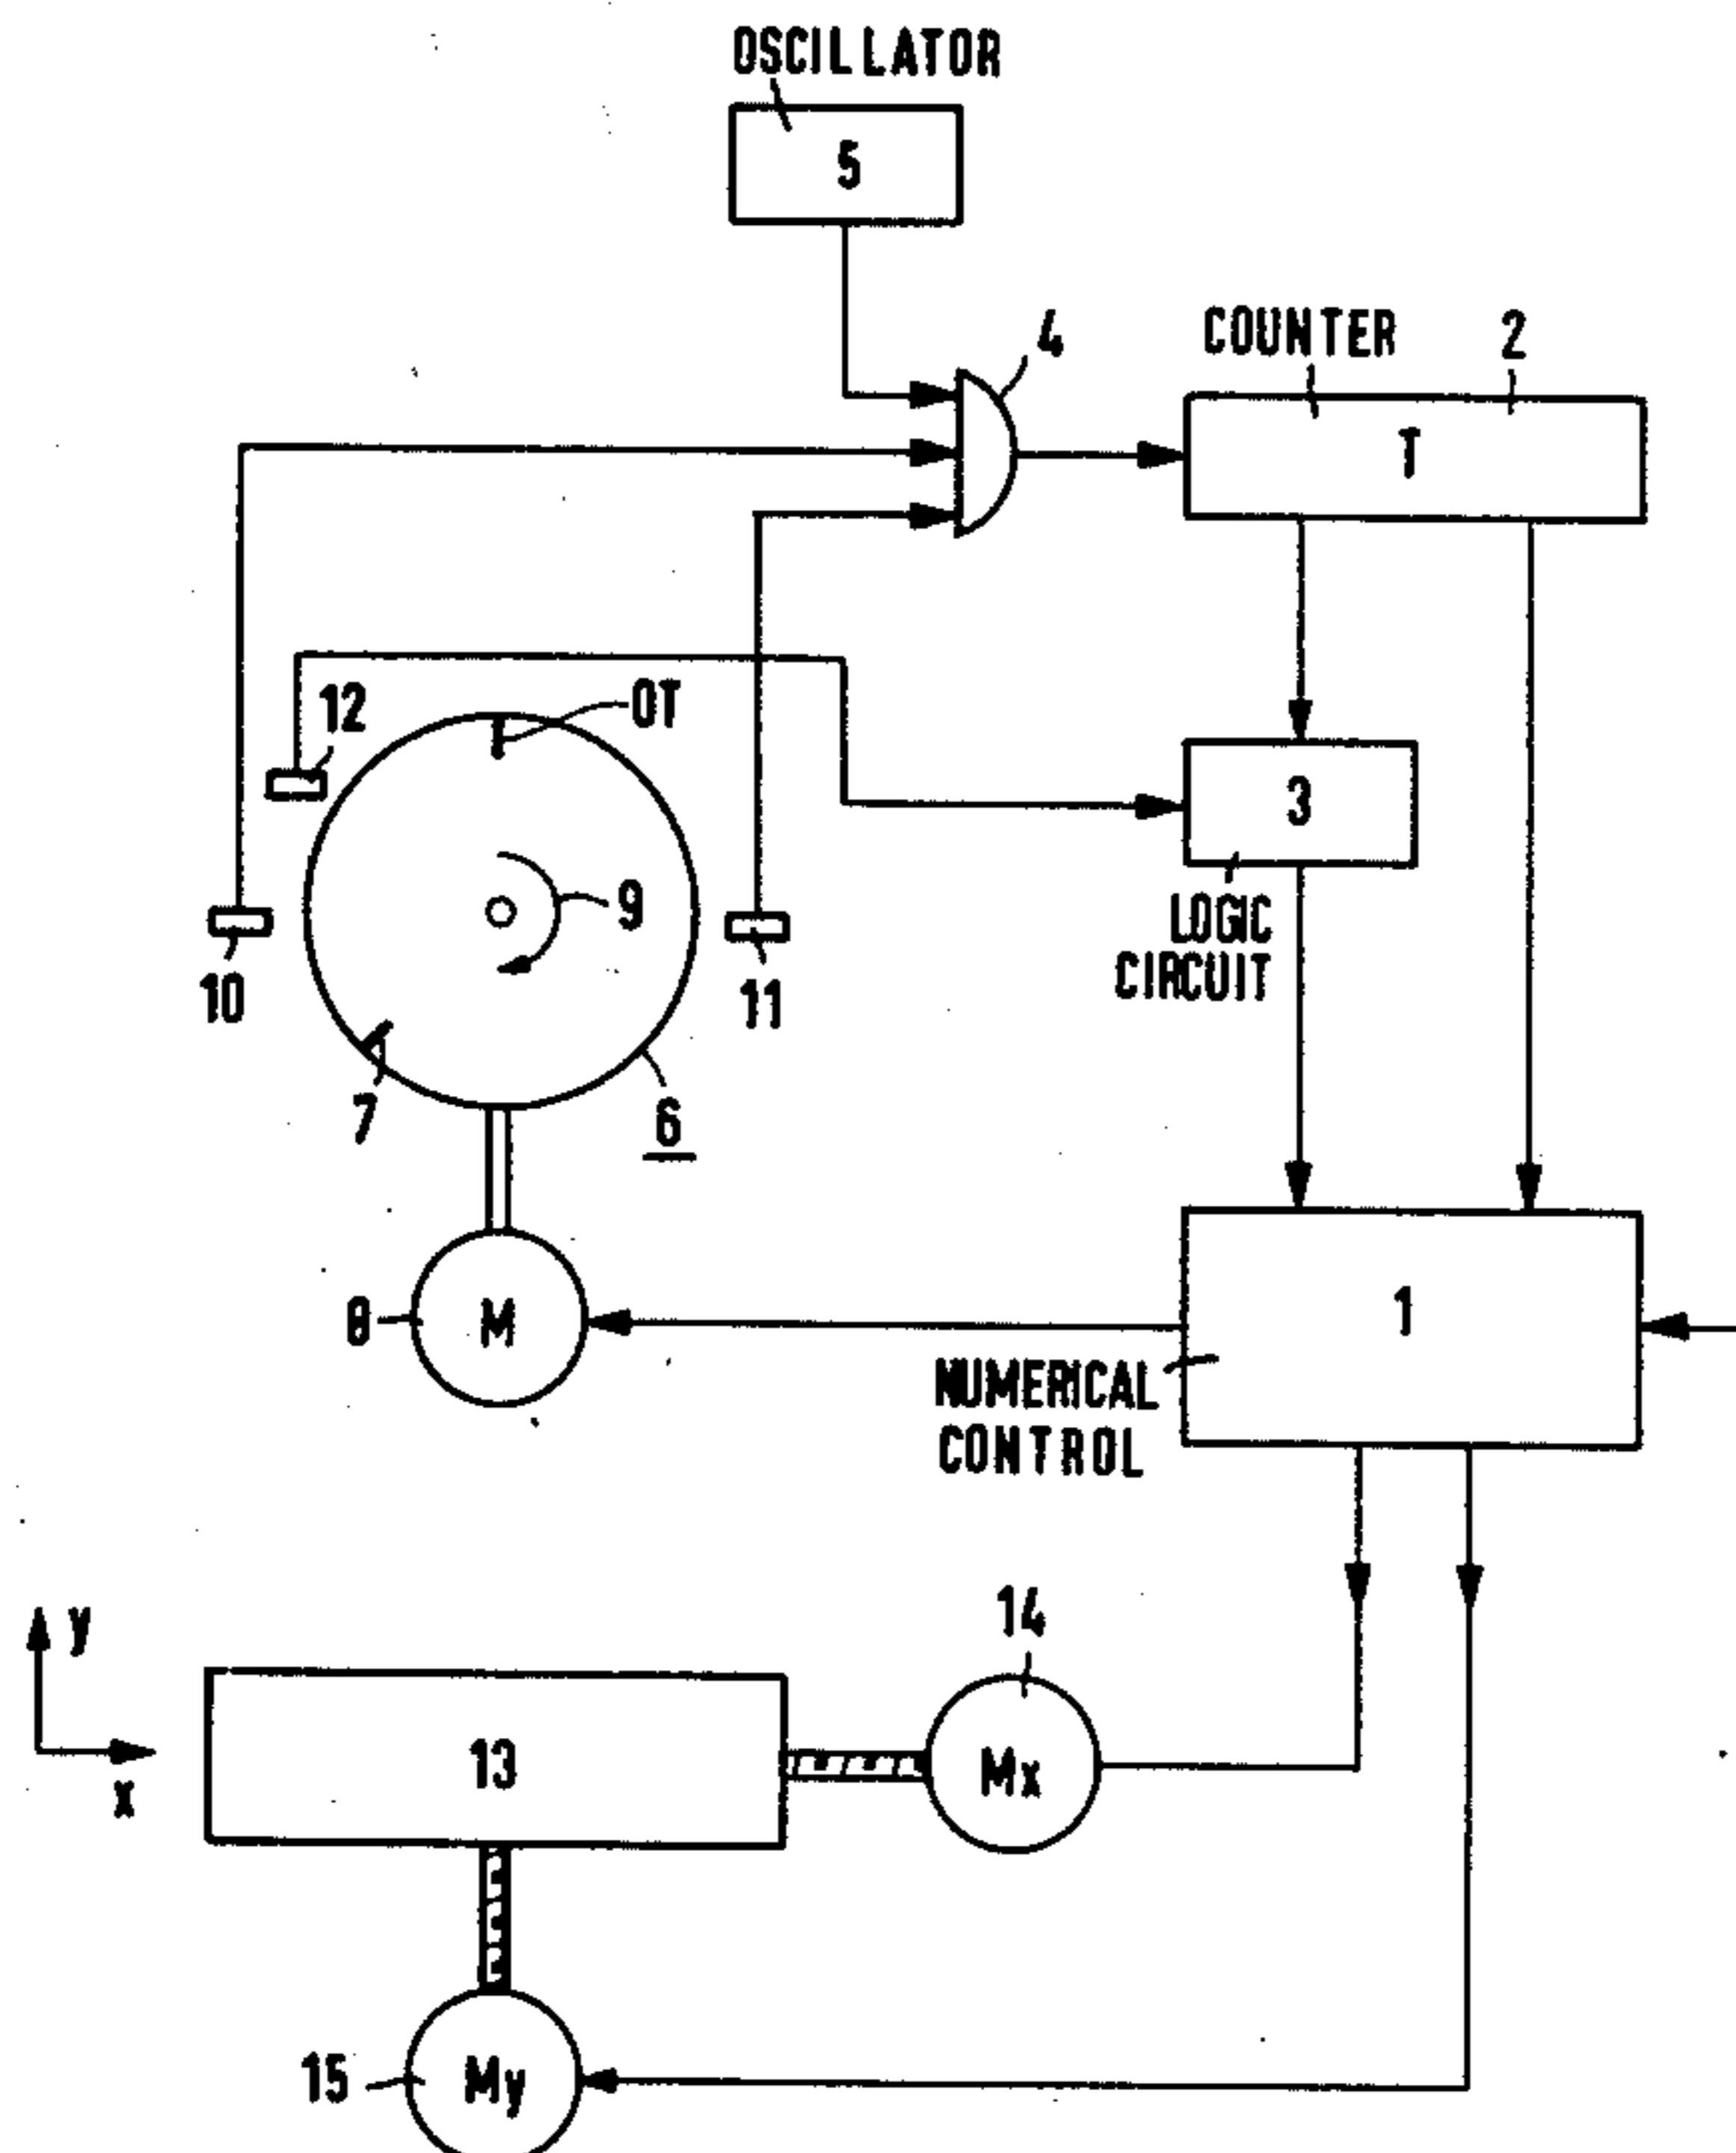 OSCILLATOR
5
4
COUNTER 2
T
12
OT
3
9
LOGIC
CIRCUIT
10
11
7
6
8
M
1
NUMERICAL
CONTROL
14
y
13
Mx
x
15
My